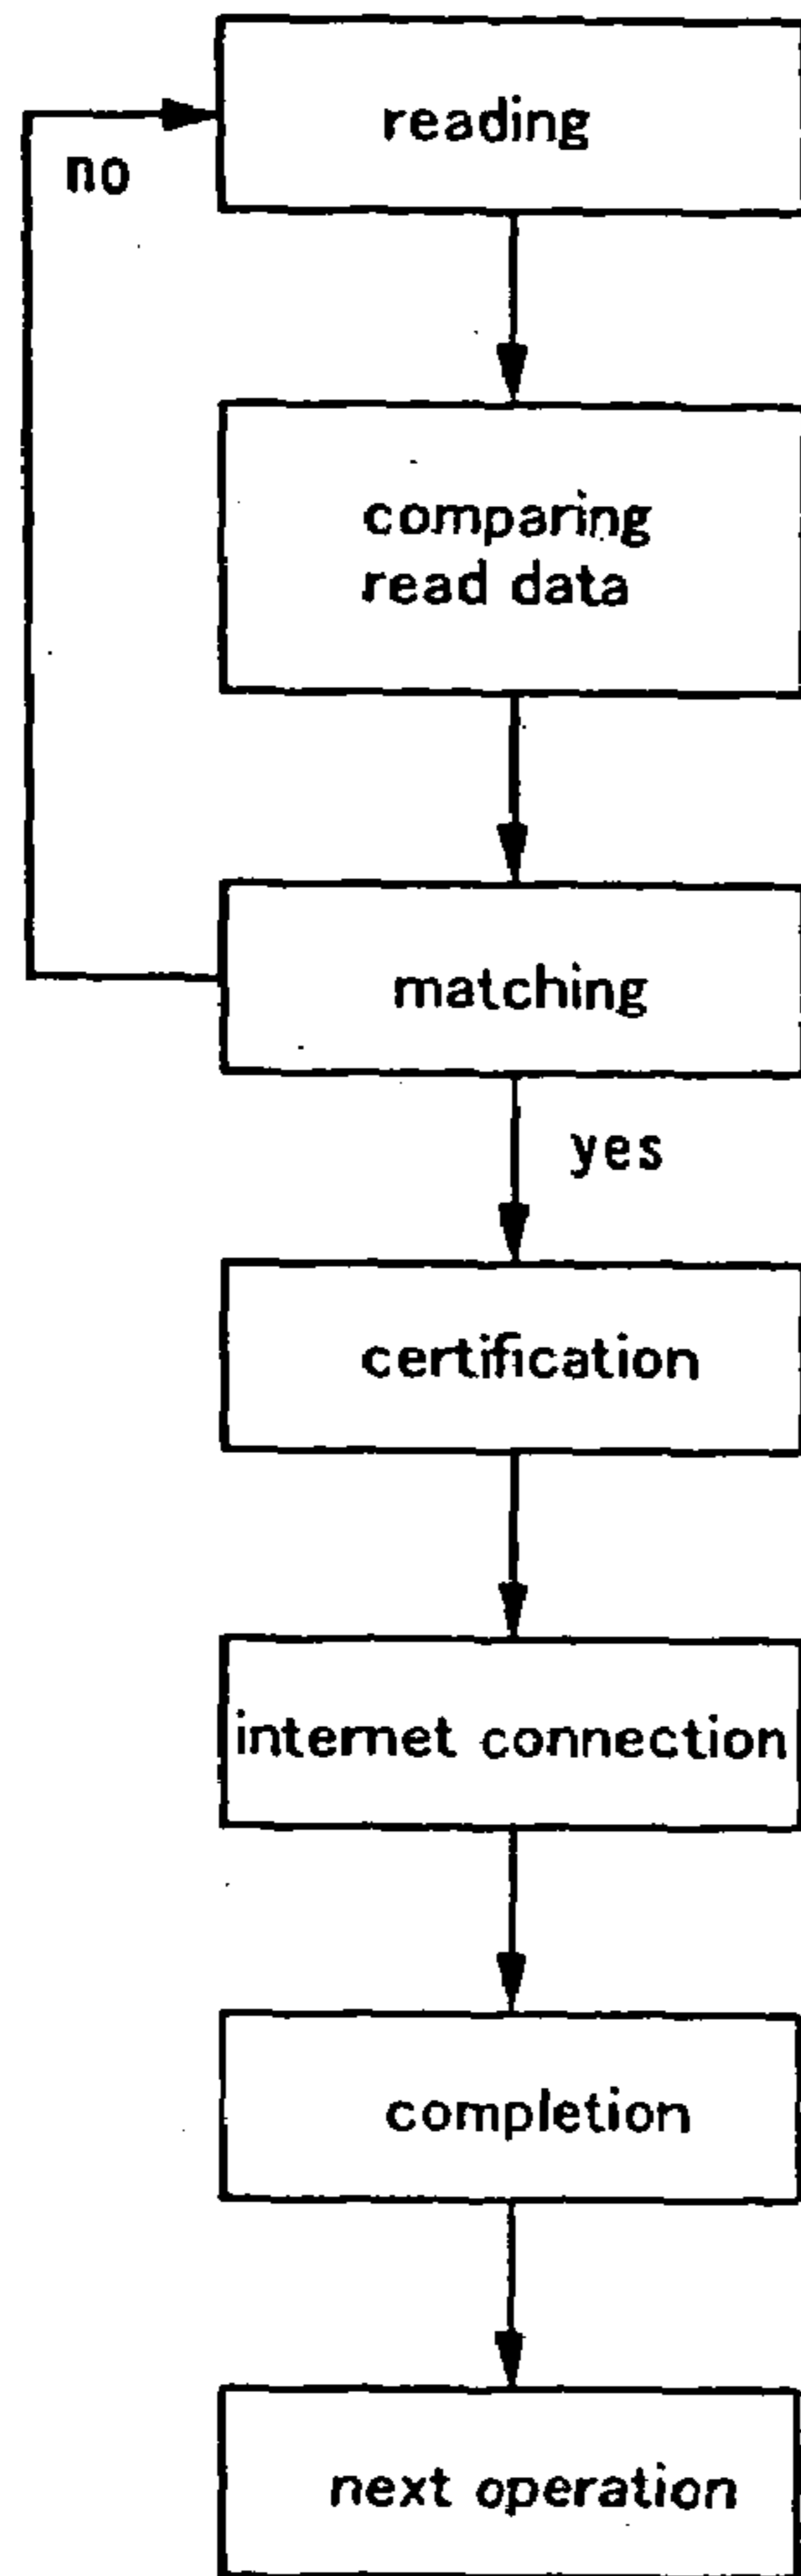 reading
no
comparing
read data
matching
yes
certification
internet connection
completion
next operation